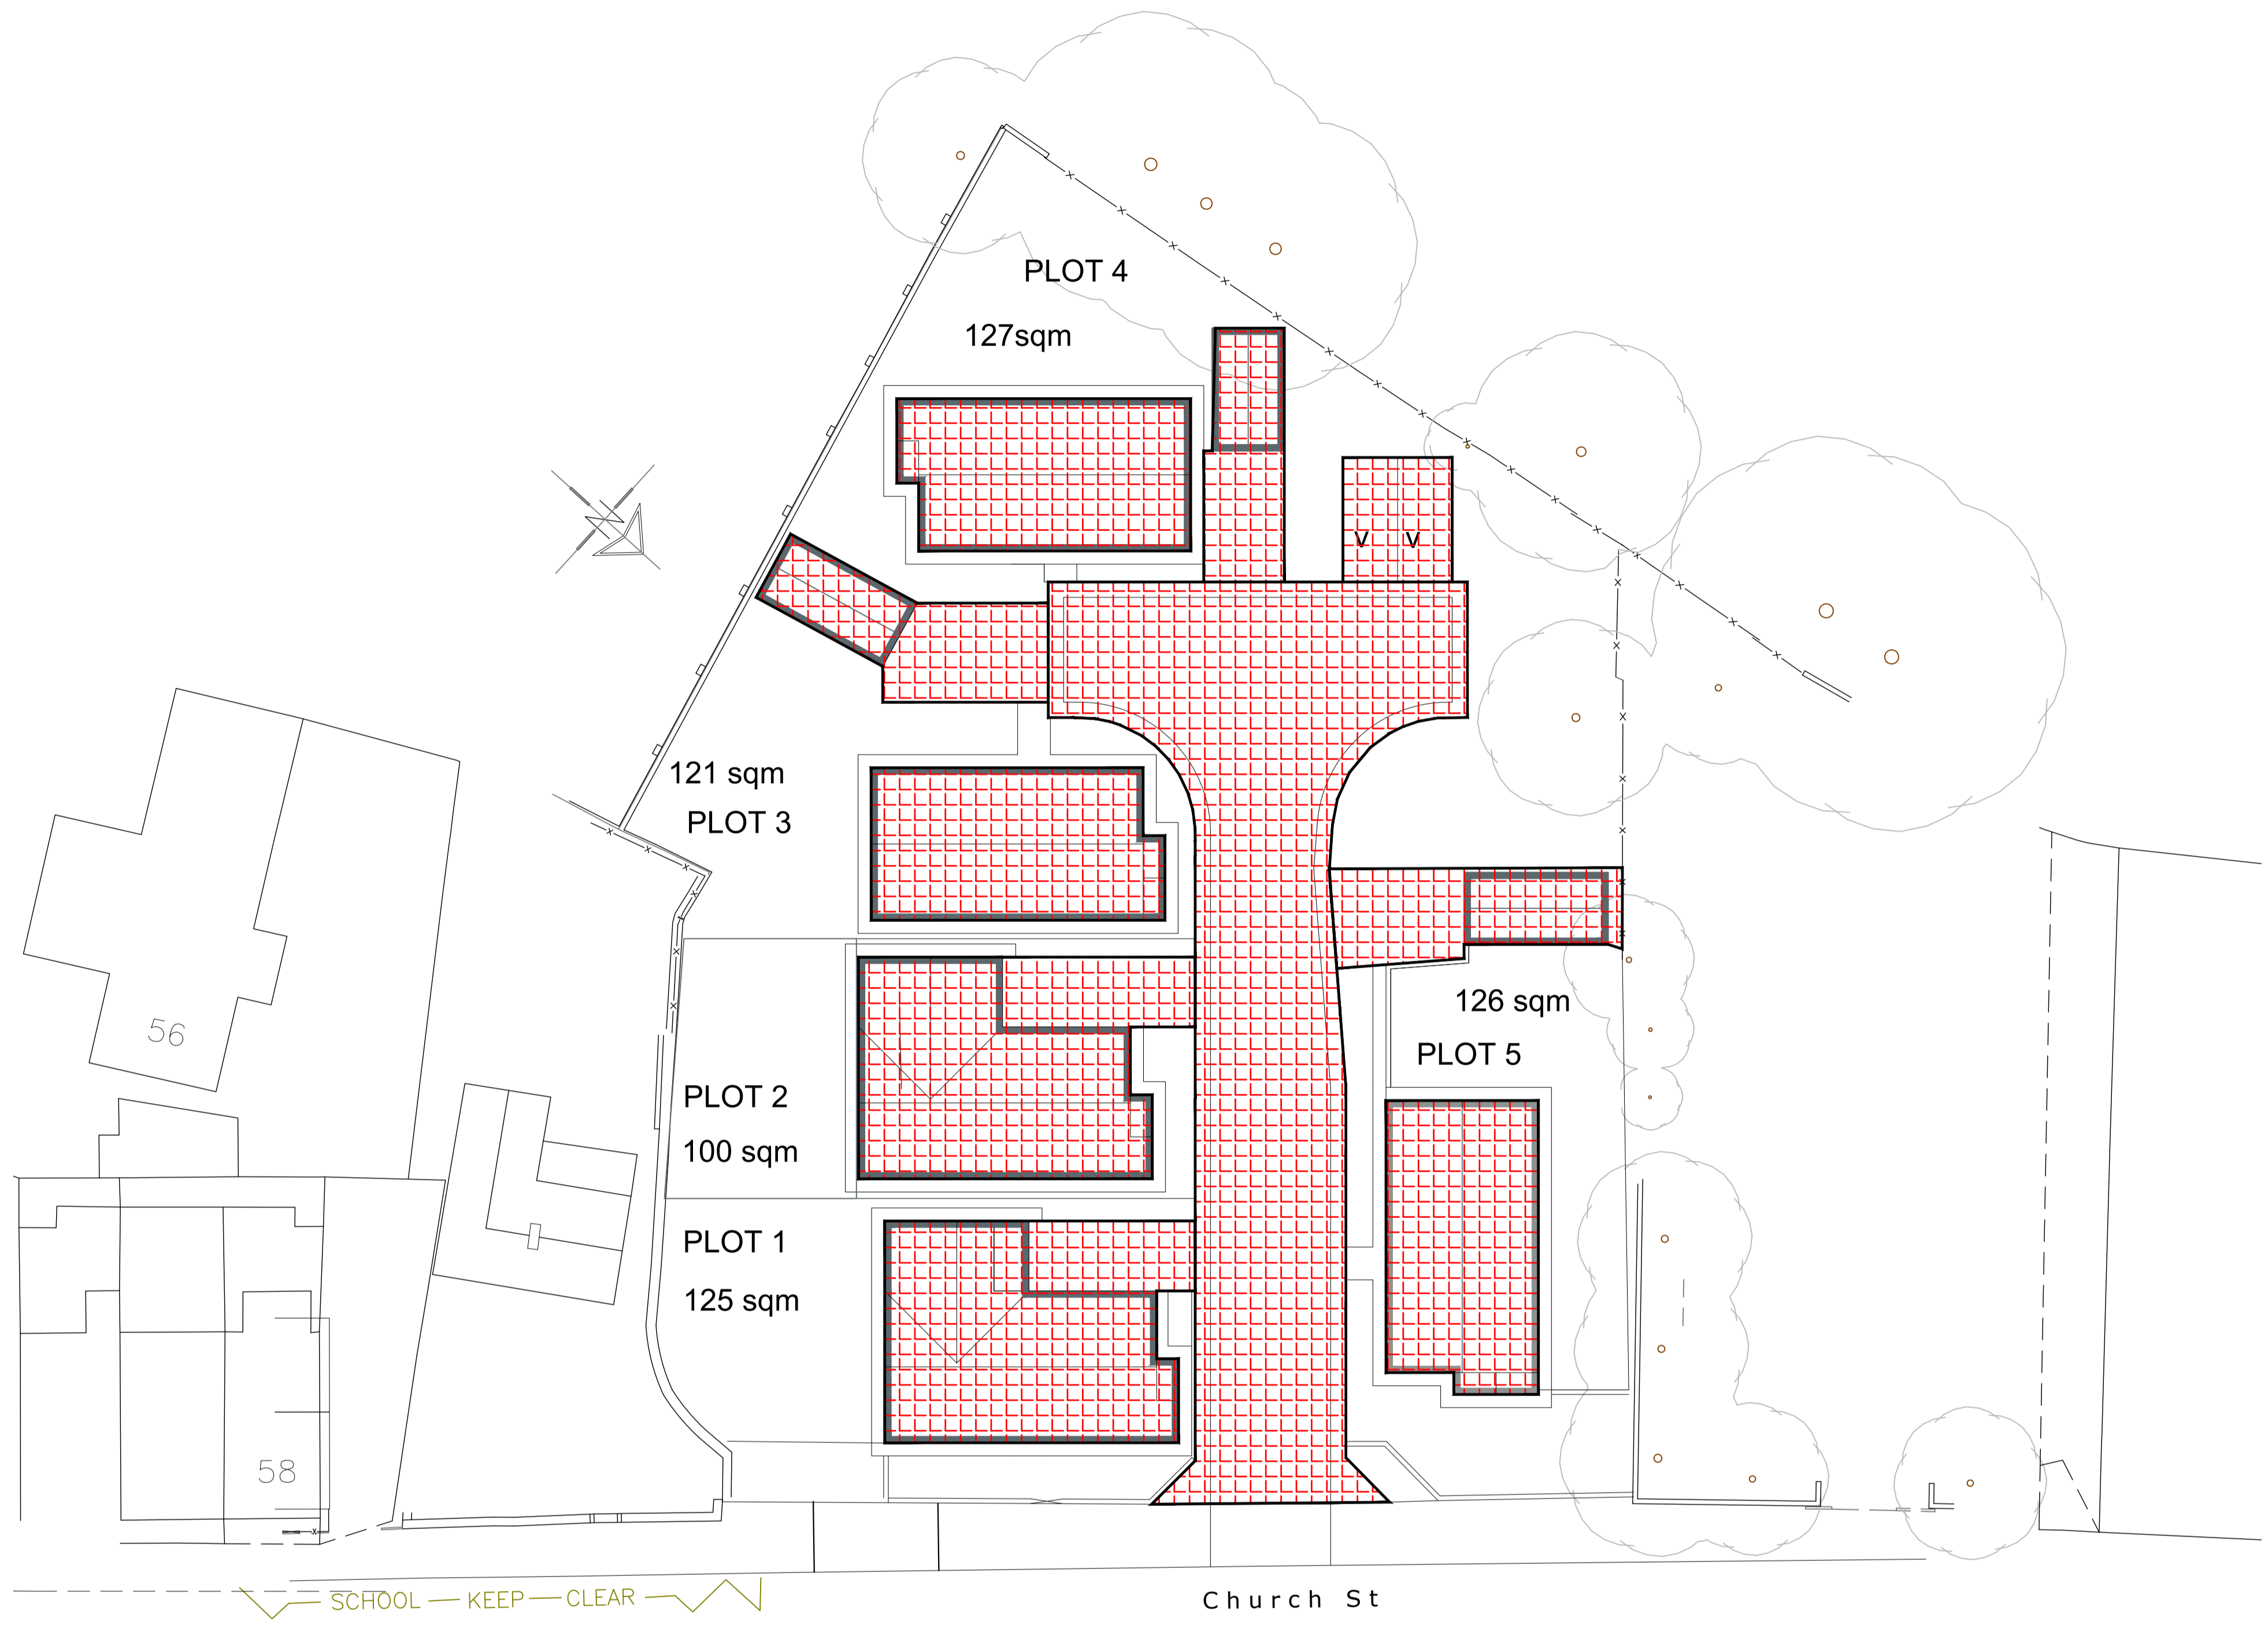 PLOT 4
127sqm
V V
121 sqm
PLOT 3
126 sqm
PLOT 5
56
PLOT 2
100 sqm
PLOT 1
125 sqm
58
SCHOOL KEEP CLEAR
Church St